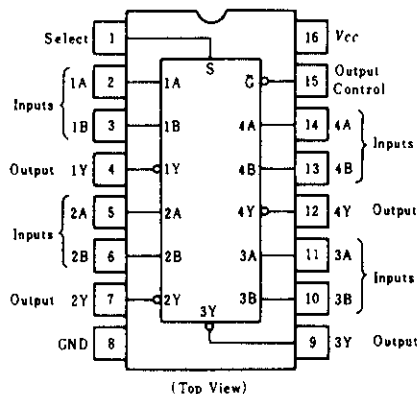 Select 1 16 Vcc
S
1A 2 1A G̅ 15 Output Control
Inputs
1B 3 1B 4A 14 4A
Inputs
4B 13 4B
Output 1Y 4 1Y
2A 5 2A 4Y 12 4Y Output
Inputs
2B 6 2B 3A 11 3A
Inputs
Output 2Y 7 2Y 3B 10 3B
3Y
GND 8 9 3Y Output
(Top View)